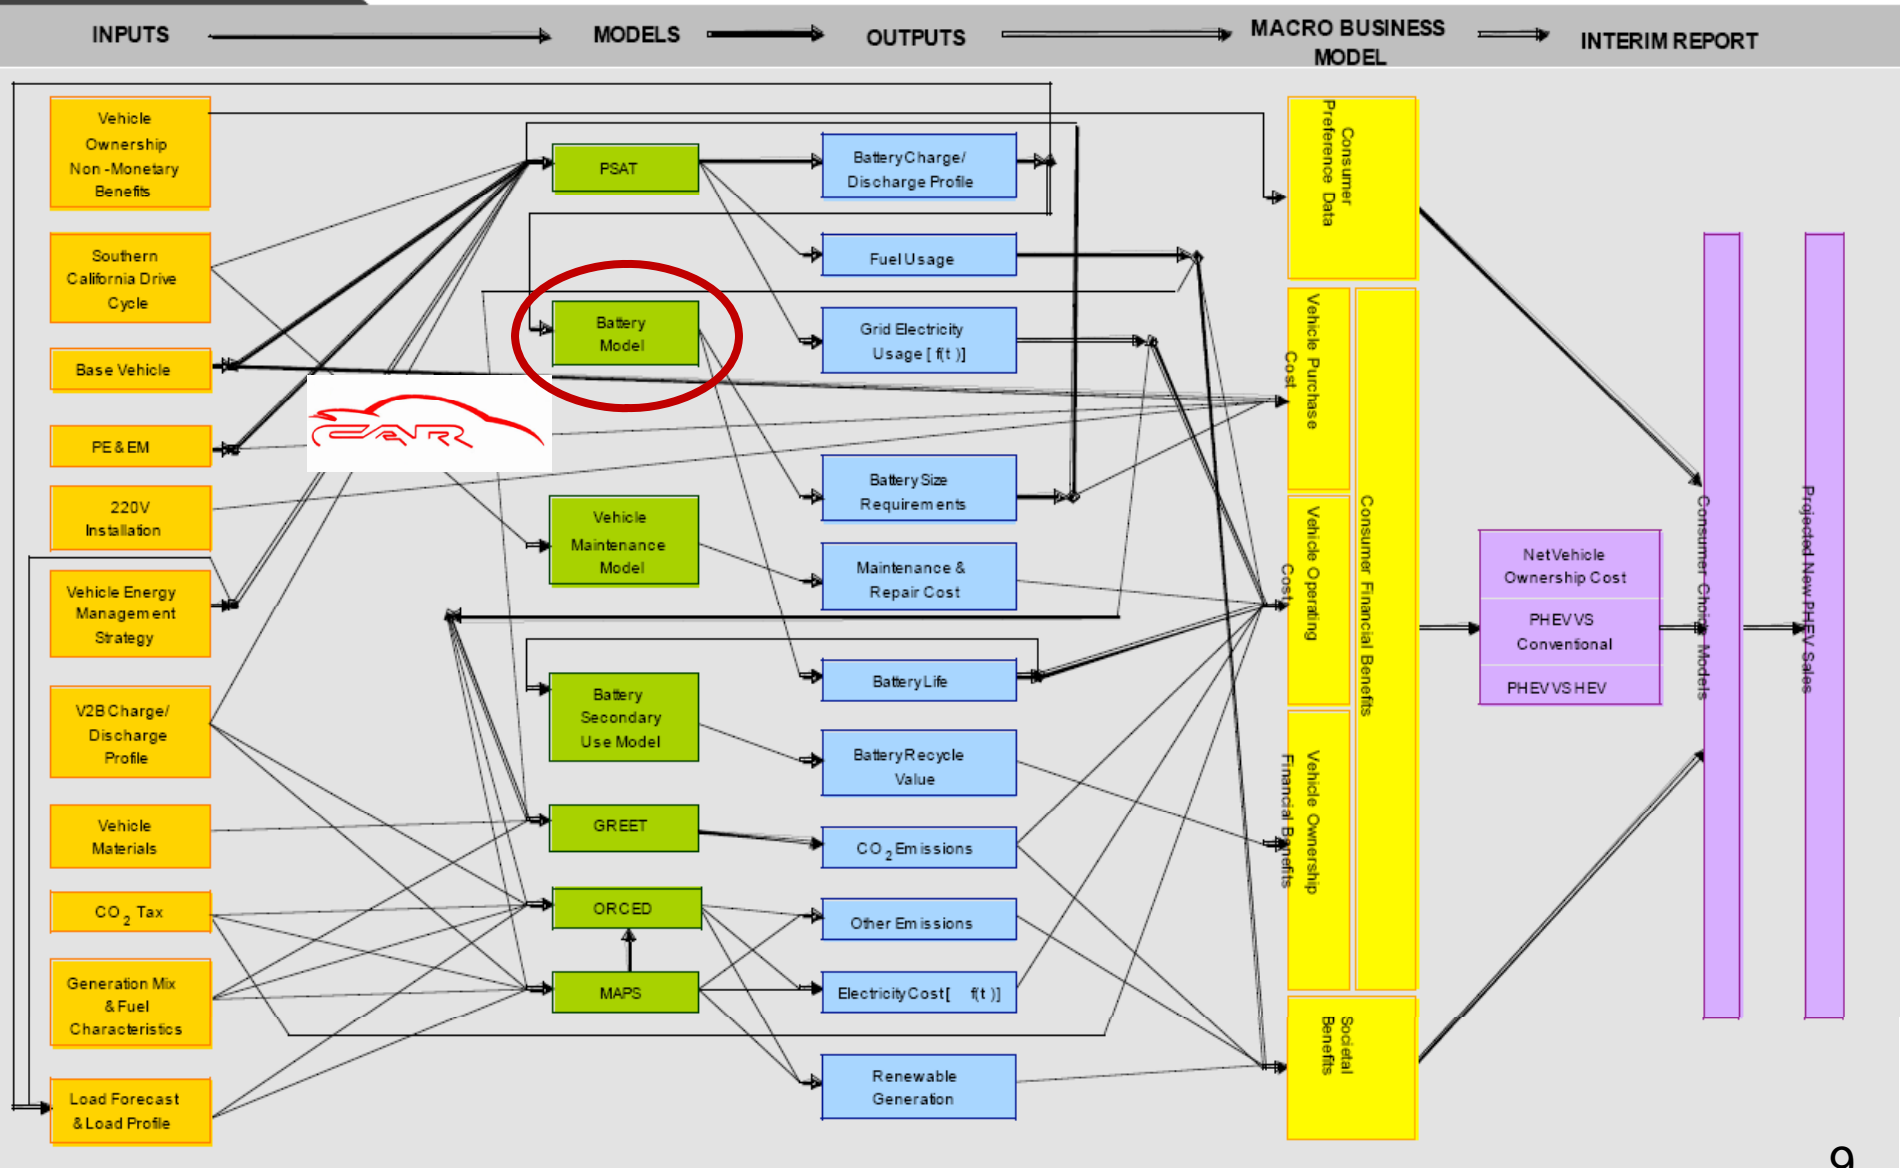 INPUTS
MODELS
OUTPUTS
MACRO BUSINESS
MODEL
INTERIM REPORT
Vehicle
Ownership
Non -Monetary
Benefits
Southern
California Drive
Cycle
Base Vehicle
PE & EM
220V
Installation
Vehicle Energy
Management
Strategy
V2B Charge/
Discharge
Profile
Vehicle
Materials
CO2 Tax
Generation Mix
& Fuel
Characteristics
Load Forecast
& Load Profile
CAR
PSAT
Battery
Model
Vehicle
Maintenance
Model
Battery
Secondary
Use Model
GREET
ORCED
MAPS
Battery Charge/
Discharge Profile
Fuel Usage
Grid Electricity
Usage [ f(t )]
Battery Size
Requirements
Maintenance &
Repair Cost
Battery Life
Battery Recycle
Value
CO2 Emissions
Other Emissions
Electricity Cost [ f(t )]
Renewable
Generation
Consumer
Preference Data
Vehicle Purchase
Cost
Vehicle Operating
Cost
Vehicle Ownership
Financial Benefits
Consumer Financial Benefits
Societal
Benefits
Net Vehicle
Ownership Cost
PHEV VS
Conventional
PHEV VS HEV
Consumer Choice Models
Projected New PHEV Sales
9